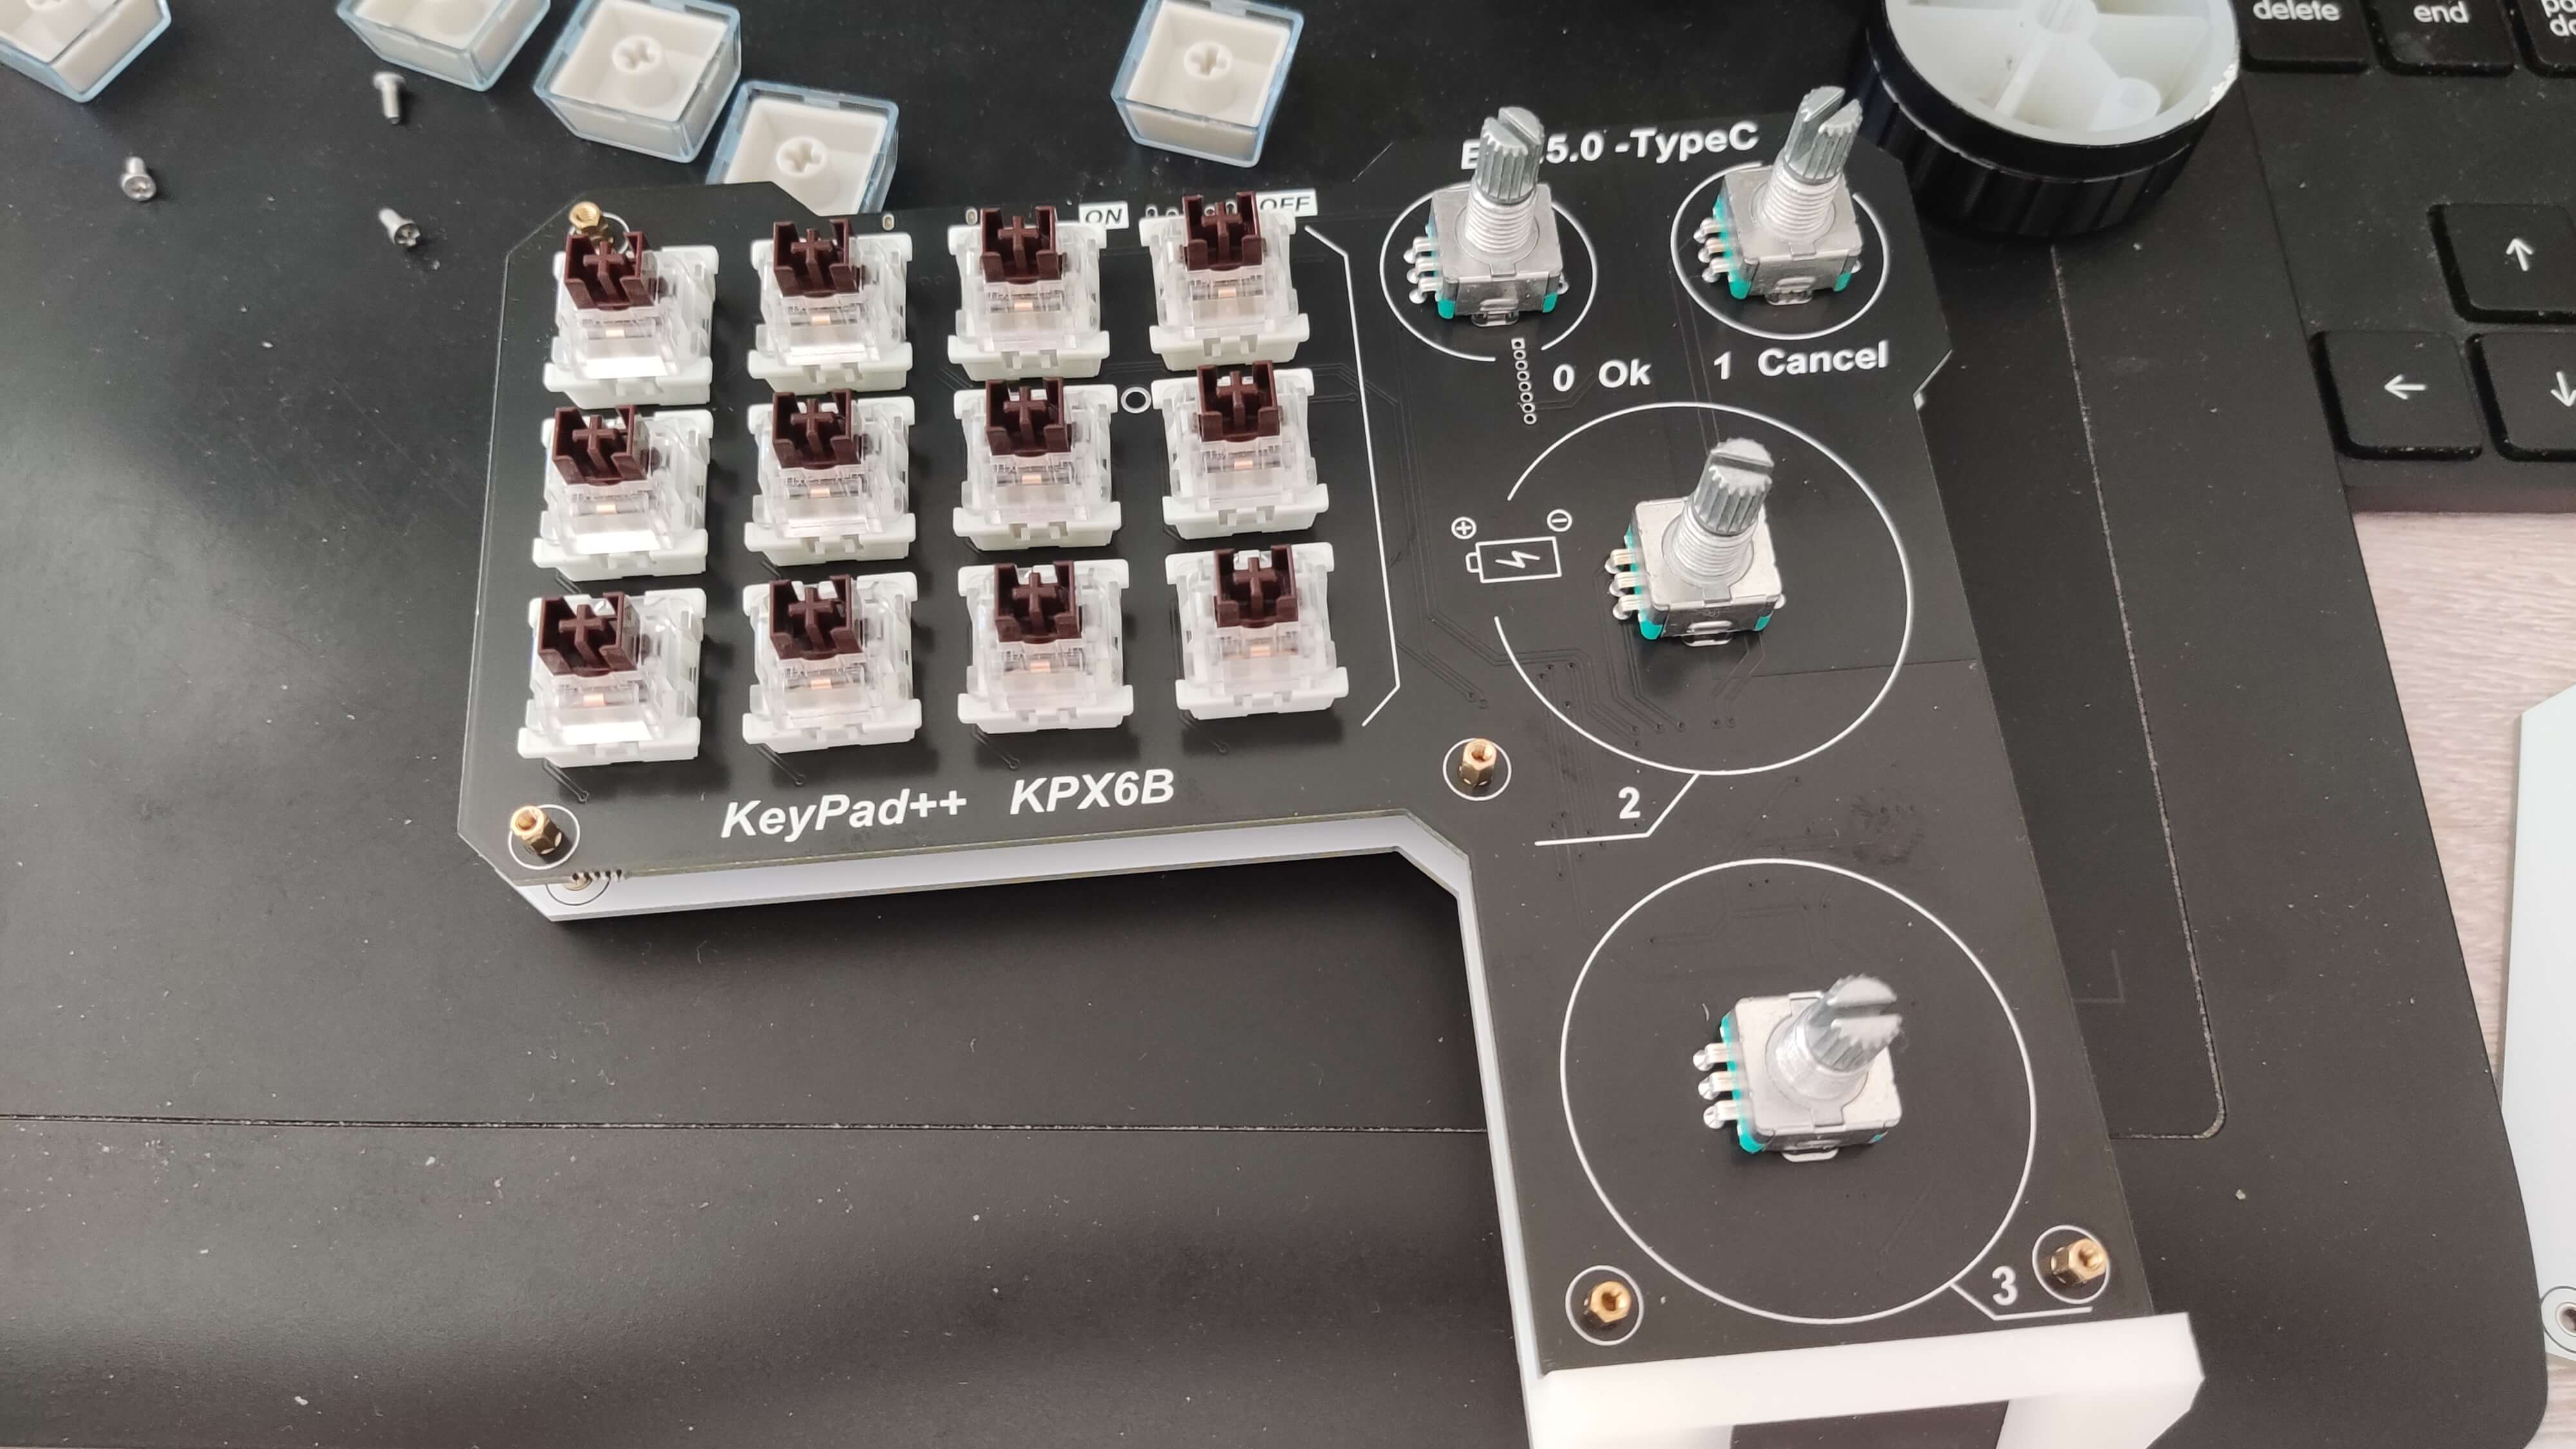 delete
end
ON
OFF
5.0 -TypeC
0 Ok
1 Cancel
2
KeyPad++ KPX6B
3